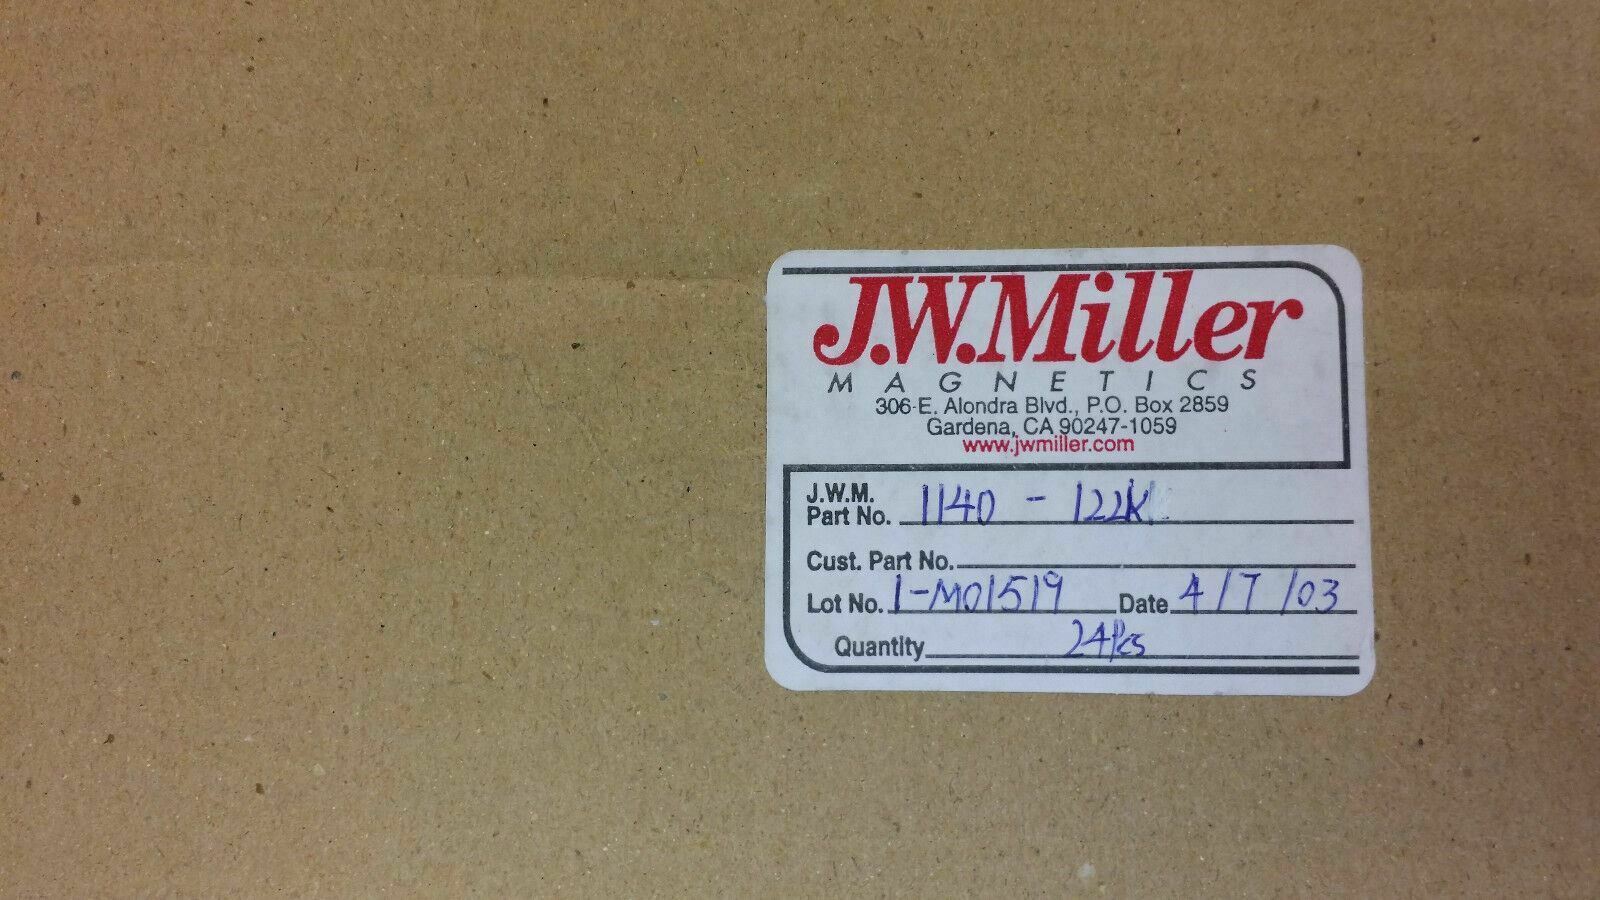 J.W.Miller
MAGNETICS
306 E. Alondra Blvd., P.O. Box 2859
Gardena, CA 90247-1059
www.jwmiller.com
J.W.M.
Part No. 1140 - 122K
Cust. Part No.
Lot No. 1-M01519 Date 4/7/03
Quantity 24Pcs